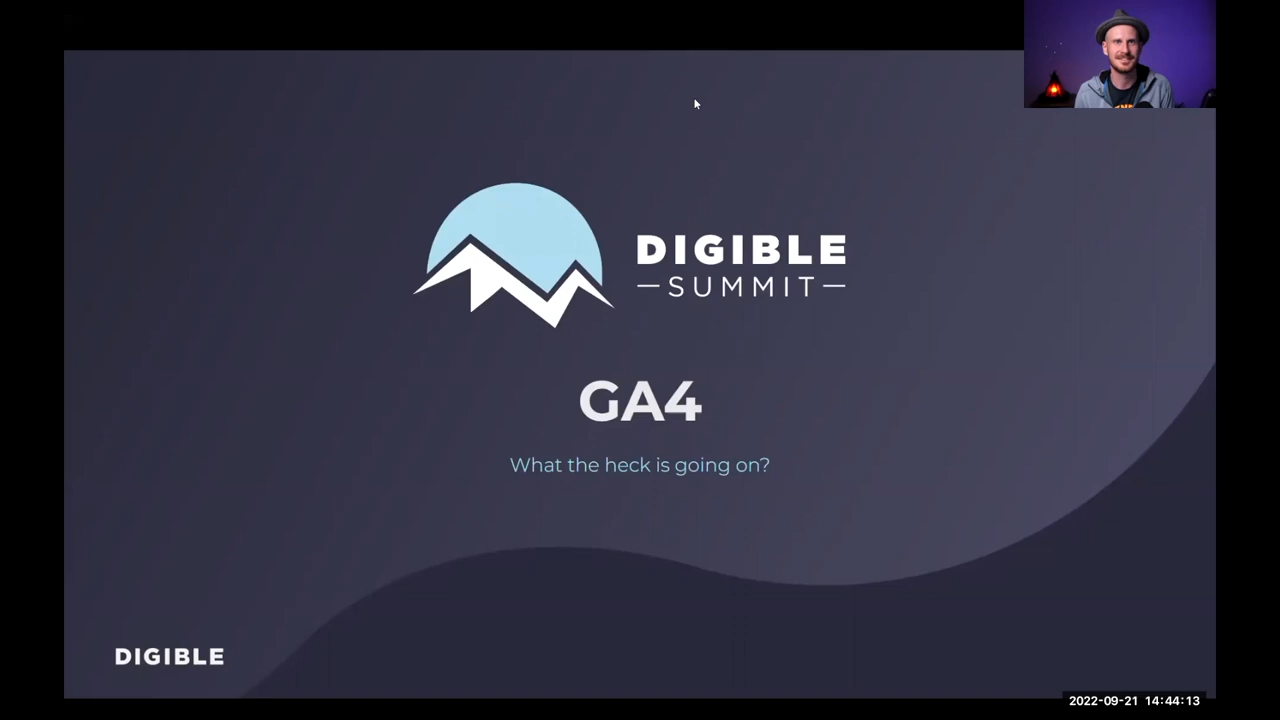 DIGIBLE
SUMMIT
GA4
What the heck is going on?
DIGIBLE
2022-09-21 14:44:13